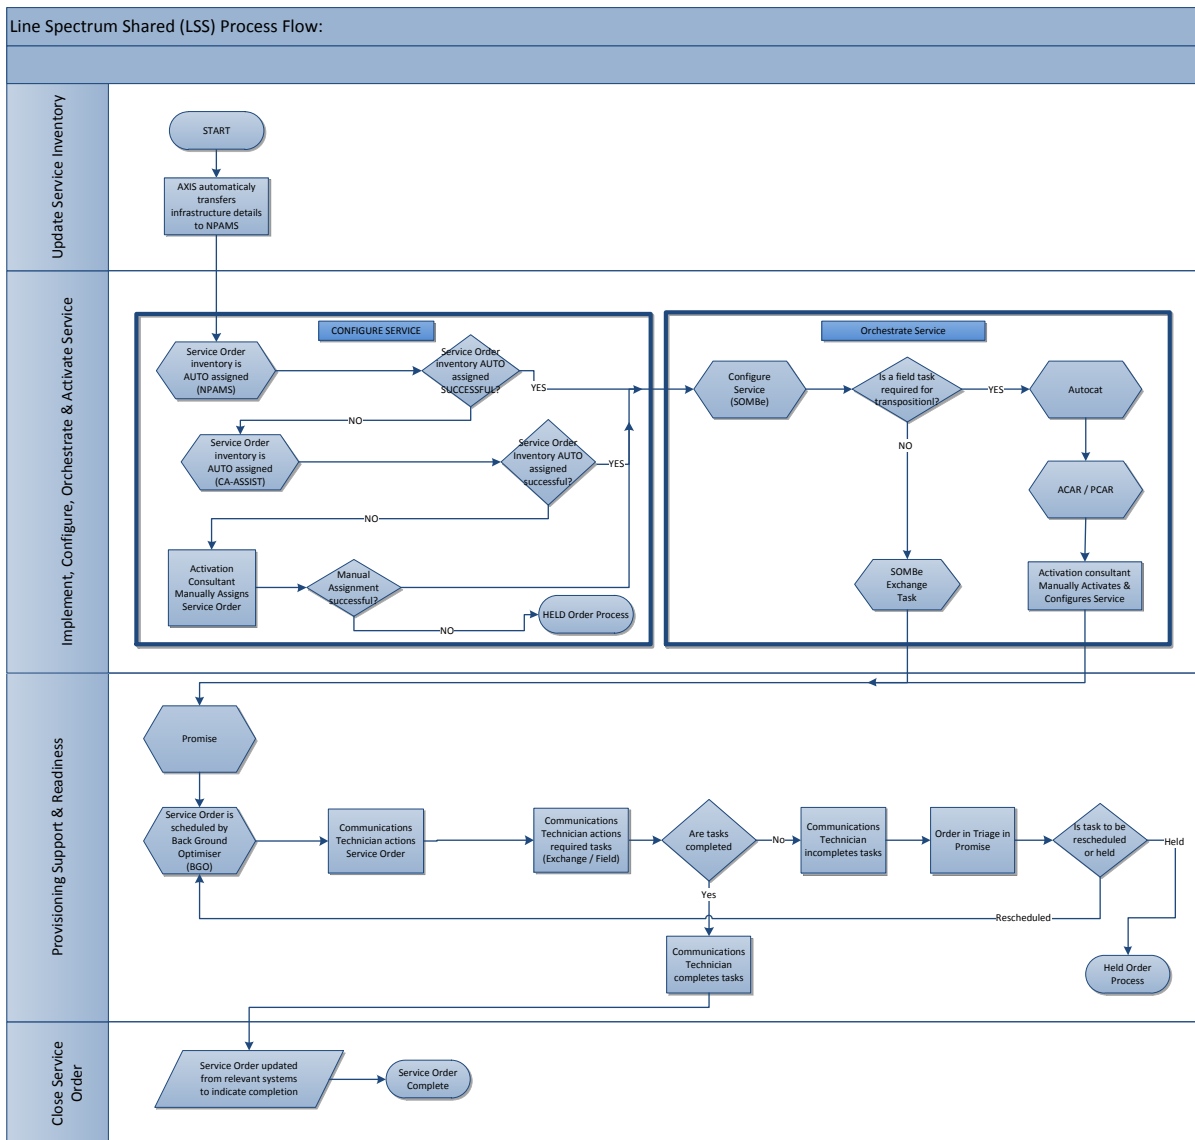 Line Spectrum Shared (LSS) Process Flow:
Update Service Inventory
START
AXIS automaticaly
transfers
infrastructure details
to NPAMS
Implement, Configure, Orchestrate & Activate Service
CONFIGURE SERVICE
Service Order
inventory is
AUTO assigned
(NPAMS)
Service Order
inventory AUTO
assigned
SUCCESSFUL?
YES
NO
Service Order
inventory is
AUTO assigned
(CA-ASSIST)
Service Order
Inventory AUTO
assigned
successful?
YES
NO
Activation
Consultant
Manually Assigns
Service Order
Manual
Assignment
successful?
NO
HELD Order Process
Orchestrate Service
Configure
Service
(SOMBe)
Is a field task
required for
transpositionl?
YES
Autocat
NO
ACAR / PCAR
SOMBe
Exchange
Task
Activation consultant
Manually Activates &
Configures Service
Provisioning Support & Readiness
Promise
Service Order is
scheduled by
Back Ground
Optimiser
(BGO)
Communications
Technician actions
Service Order
Communications
Technician actions
required tasks
(Exchange / Field)
Are tasks
completed
No
Communications
Technician
incompletes tasks
Order in Triage in
Promise
Is task to be
rescheduled
or held
Held
Yes
Rescheduled
Communications
Technician
completes tasks
Held Order
Process
Close Service
Order
Service Order updated
from relevant systems
to indicate completion
Service Order
Complete